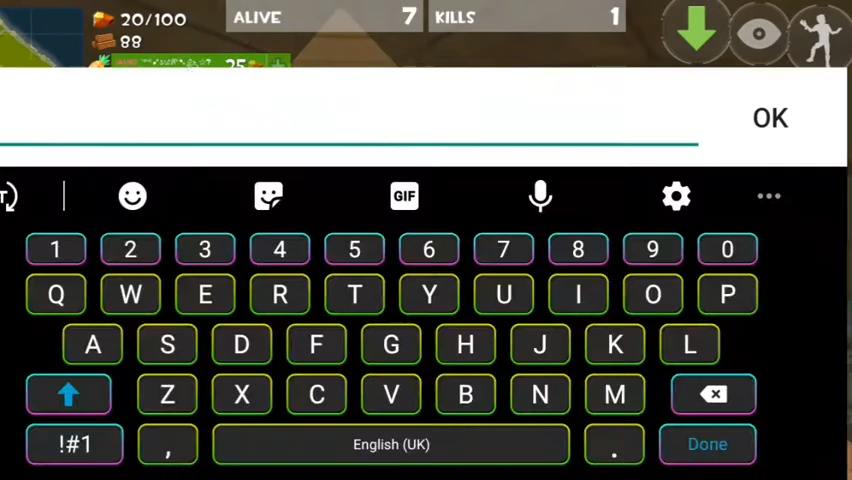 20/100
88
ALIVE 7 KILLS 1
25
OK
GIF
1 2 3 4 5 6 7 8 9 0
Q W E R T Y U I O P
A S D F G H J K L
Z X C V B N M
!#1 , English (UK) . Done